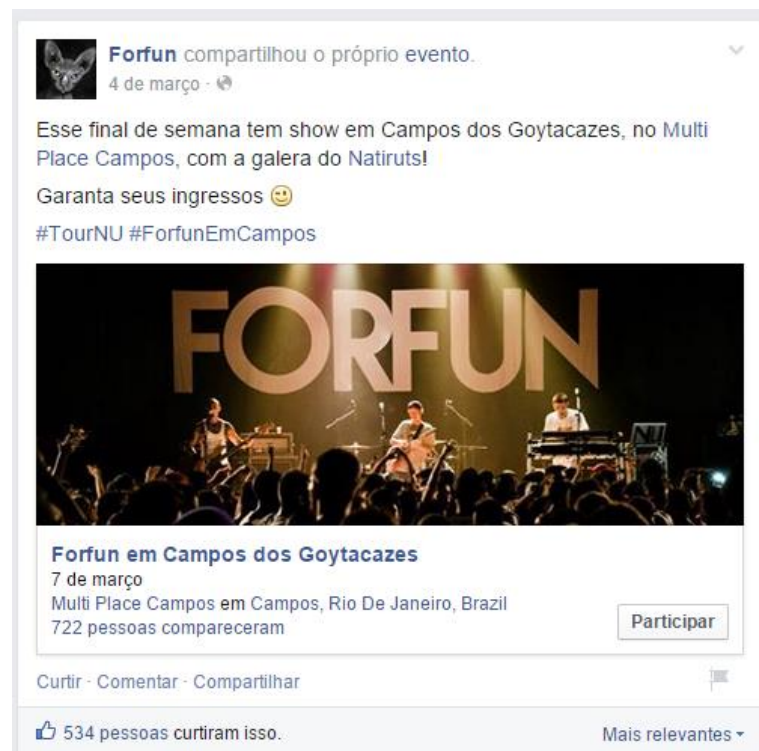 Forfun compartilhou o próprio evento.
4 de março ·
Esse final de semana tem show em Campos dos Goytacazes, no Multi
Place Campos, com a galera do Natiruts!
Garanta seus ingressos
#TourNU #ForfunEmCampos
FORFUN
NU
Forfun em Campos dos Goytacazes
7 de março
Multi Place Campos em Campos, Rio De Janeiro, Brazil
722 pessoas compareceram
Participar
Curtir · Comentar · Compartilhar
534 pessoas curtiram isso.
Mais relevantes